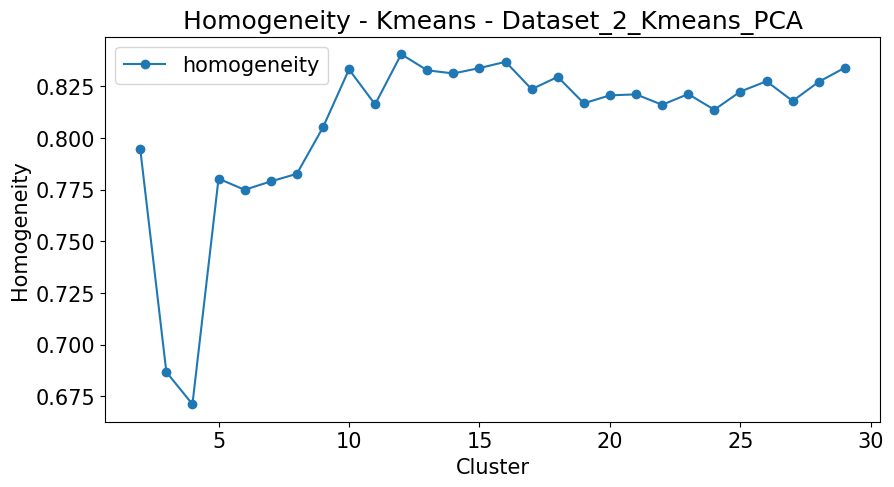 Homogeneity - Kmeans - Dataset_2_Kmeans_PCA
homogeneity
Homogeneity
0.825
0.800
0.775
0.750
0.725
0.700
0.675
5 10 15 20 25 30
Cluster